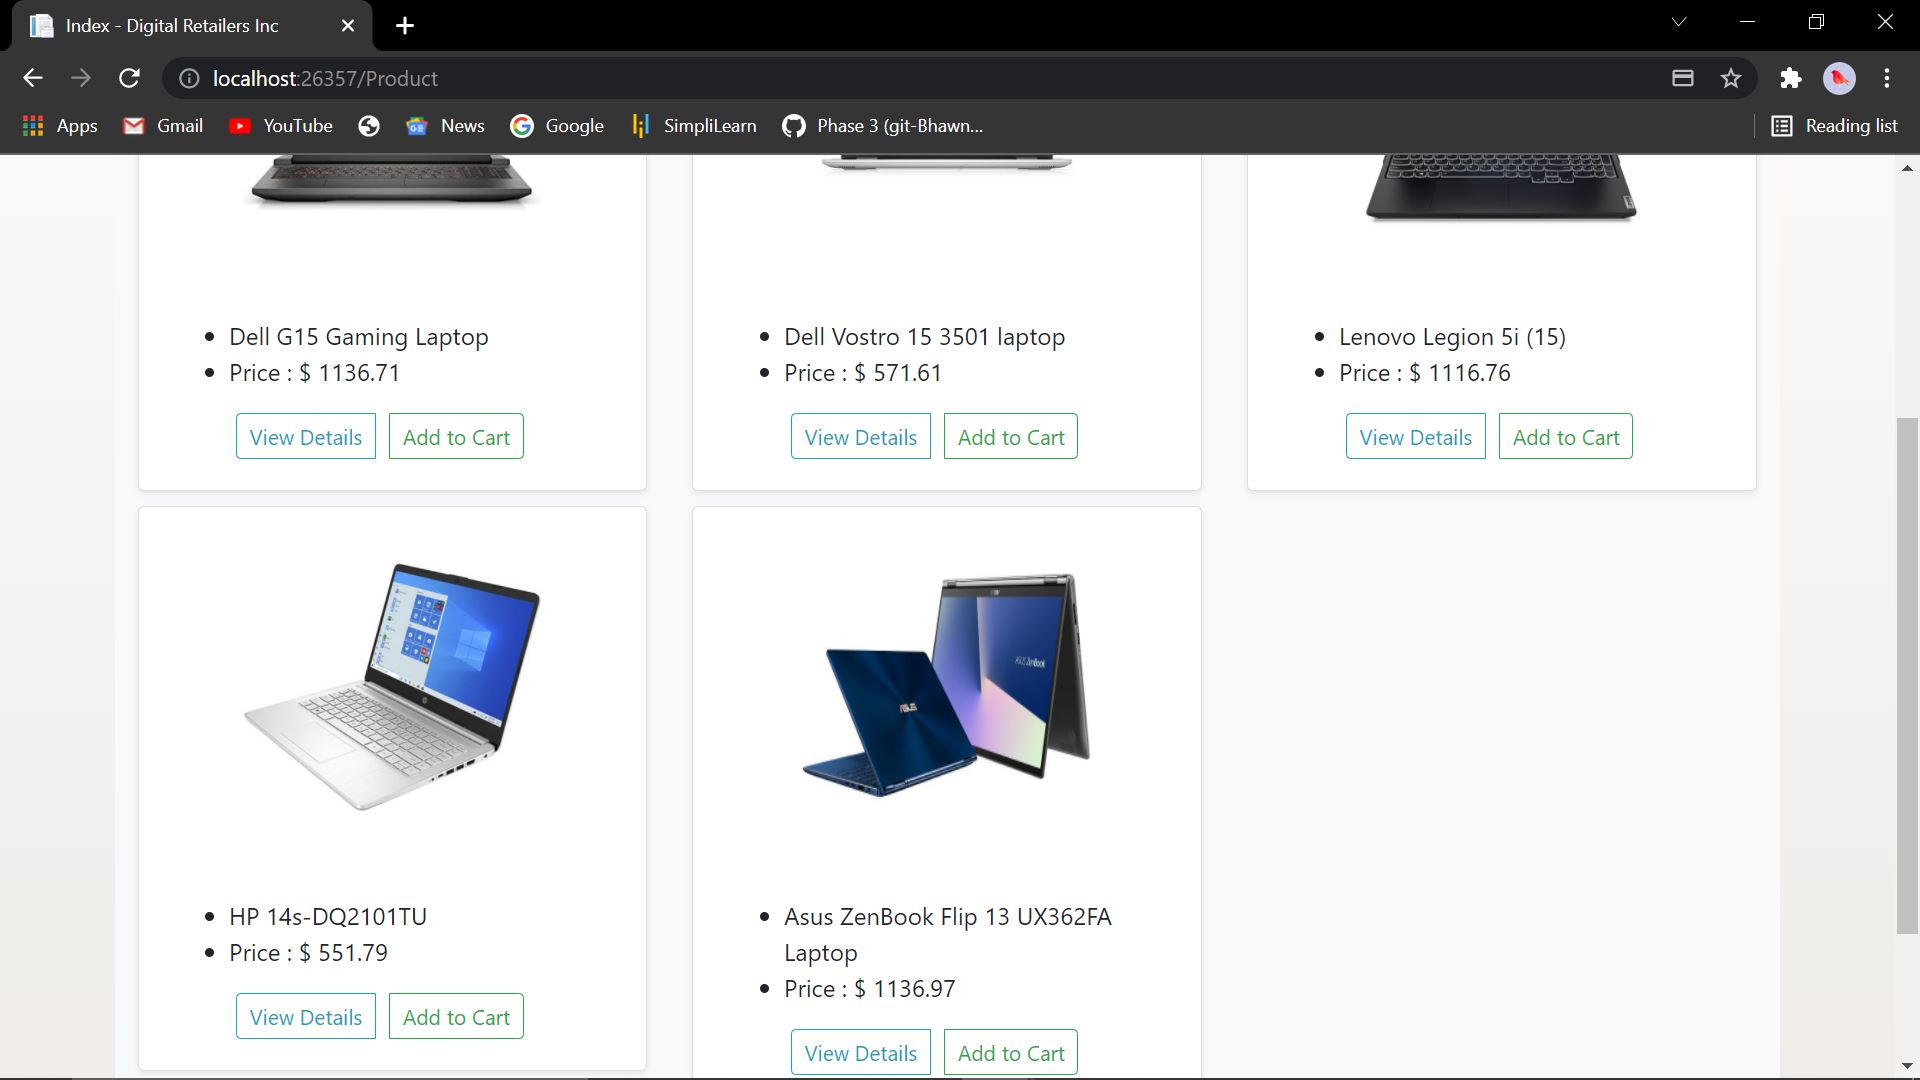 Index - Digital Retailers Inc
localhost:26357/Product
Apps Gmail YouTube News Google SimpliLearn Phase 3 (git-Bhawn... Reading list
Dell G15 Gaming Laptop
Price : $ 1136.71
View Details Add to Cart
Dell Vostro 15 3501 laptop
Price : $ 571.61
View Details Add to Cart
Lenovo Legion 5i (15)
Price : $ 1116.76
View Details Add to Cart
HP 14s-DQ2101TU
Price : $ 551.79
View Details Add to Cart
ASUS ZenBook
ASUS
Asus ZenBook Flip 13 UX362FA
Laptop
Price : $ 1136.97
View Details Add to Cart